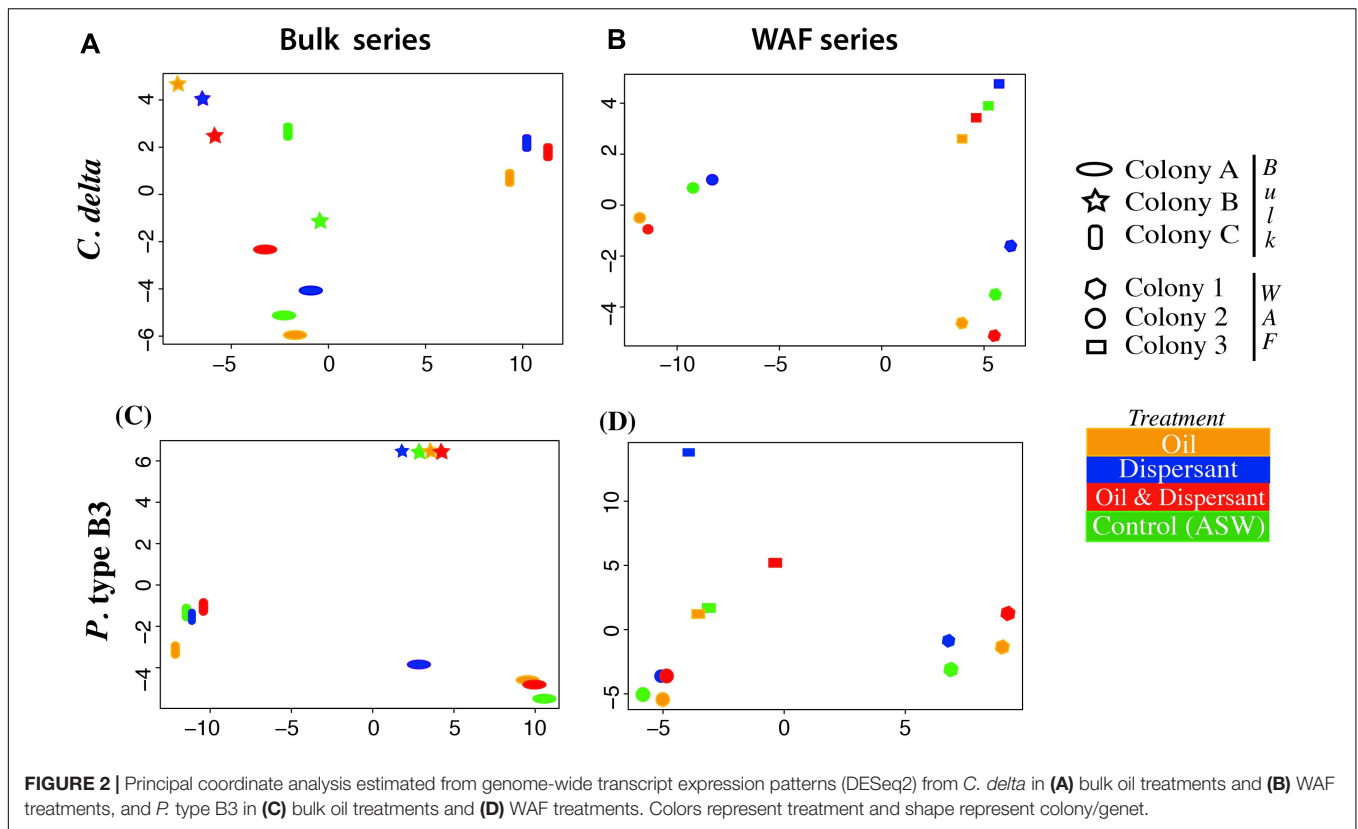 A
Bulk series
B
WAF series
C. delta
4
2
0
−2
−4
−6
−5
0
5
10
4
2
0
−2
−4
−10
−5
0
5
Colony A
Colony B
Colony C
B
u
l
k
Colony 1
Colony 2
Colony 3
W
A
F
(C)
(D)
P. type B3
6
4
2
0
−2
−4
−10
−5
0
5
10
10
5
0
−5
−5
0
5
Treatment
Oil
Dispersant
Oil & Dispersant
Control (ASW)
FIGURE 2 | Principal coordinate analysis estimated from genome-wide transcript expression patterns (DESeq2) from C. delta in (A) bulk oil treatments and (B) WAF
treatments, and P. type B3 in (C) bulk oil treatments and (D) WAF treatments. Colors represent treatment and shape represent colony/genet.